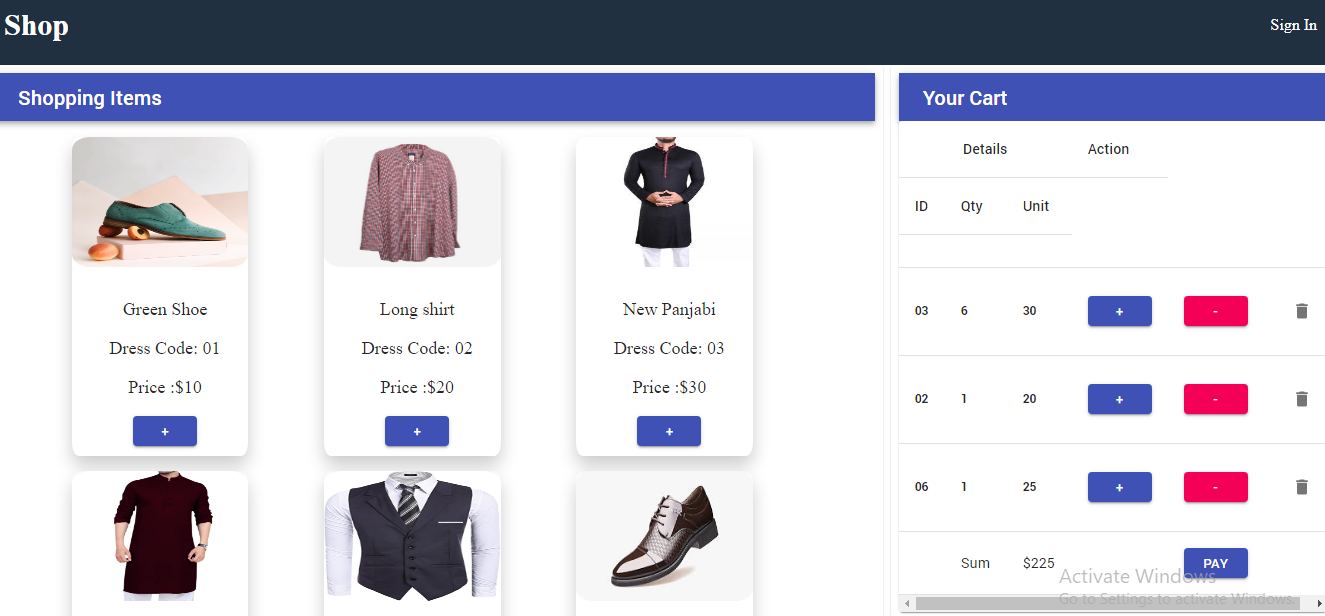 Shop
Sign In
Shopping Items
Green Shoe
Dress Code: 01
Price :$10
+
Long shirt
Dress Code: 02
Price :$20
+
New Panjabi
Dress Code: 03
Price :$30
+
Your Cart
Details Action
ID Qty Unit
03 6 30 + -
02 1 20 + -
06 1 25 + -
Sum $225 PAY
Activate Windows
Go to Settings to activate Windows.